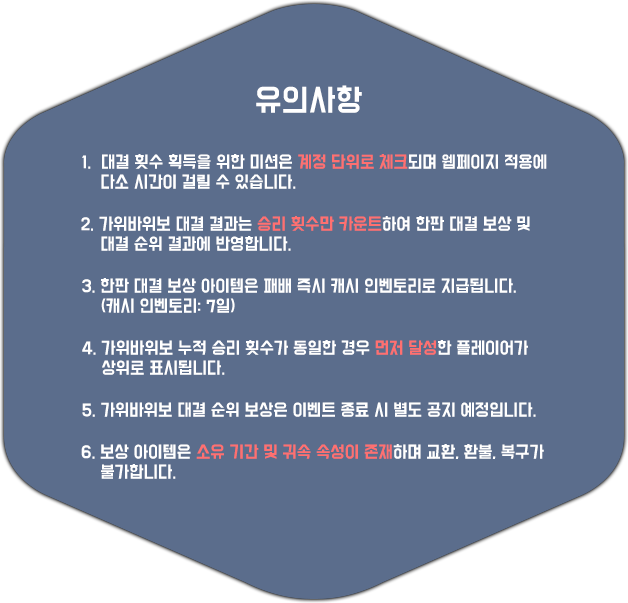 유의사항
1. 대결 횟수 획득을 위한 미션은 계정 단위로 체크되며 웹페이지 적용에
다소 시간이 걸릴 수 있습니다.
2. 가위바위보 대결 결과는 승리 횟수만 카운트하여 한판 대결 보상 및
대결 순위 결과에 반영합니다.
3. 한판 대결 보상 아이템은 패배 즉시 캐시 인벤토리로 지급됩니다.
(캐시 인벤토리: 7일)
4. 가위바위보 누적 승리 횟수가 동일한 경우 먼저 달성한 플레이어가
상위로 표시됩니다.
5. 가위바위보 대결 순위 보상은 이벤트 종료 시 별도 공지 예정입니다.
6. 보상 아이템은 소유 기간 및 귀속 속성이 존재하며 교환, 환불, 복구가
불가합니다.